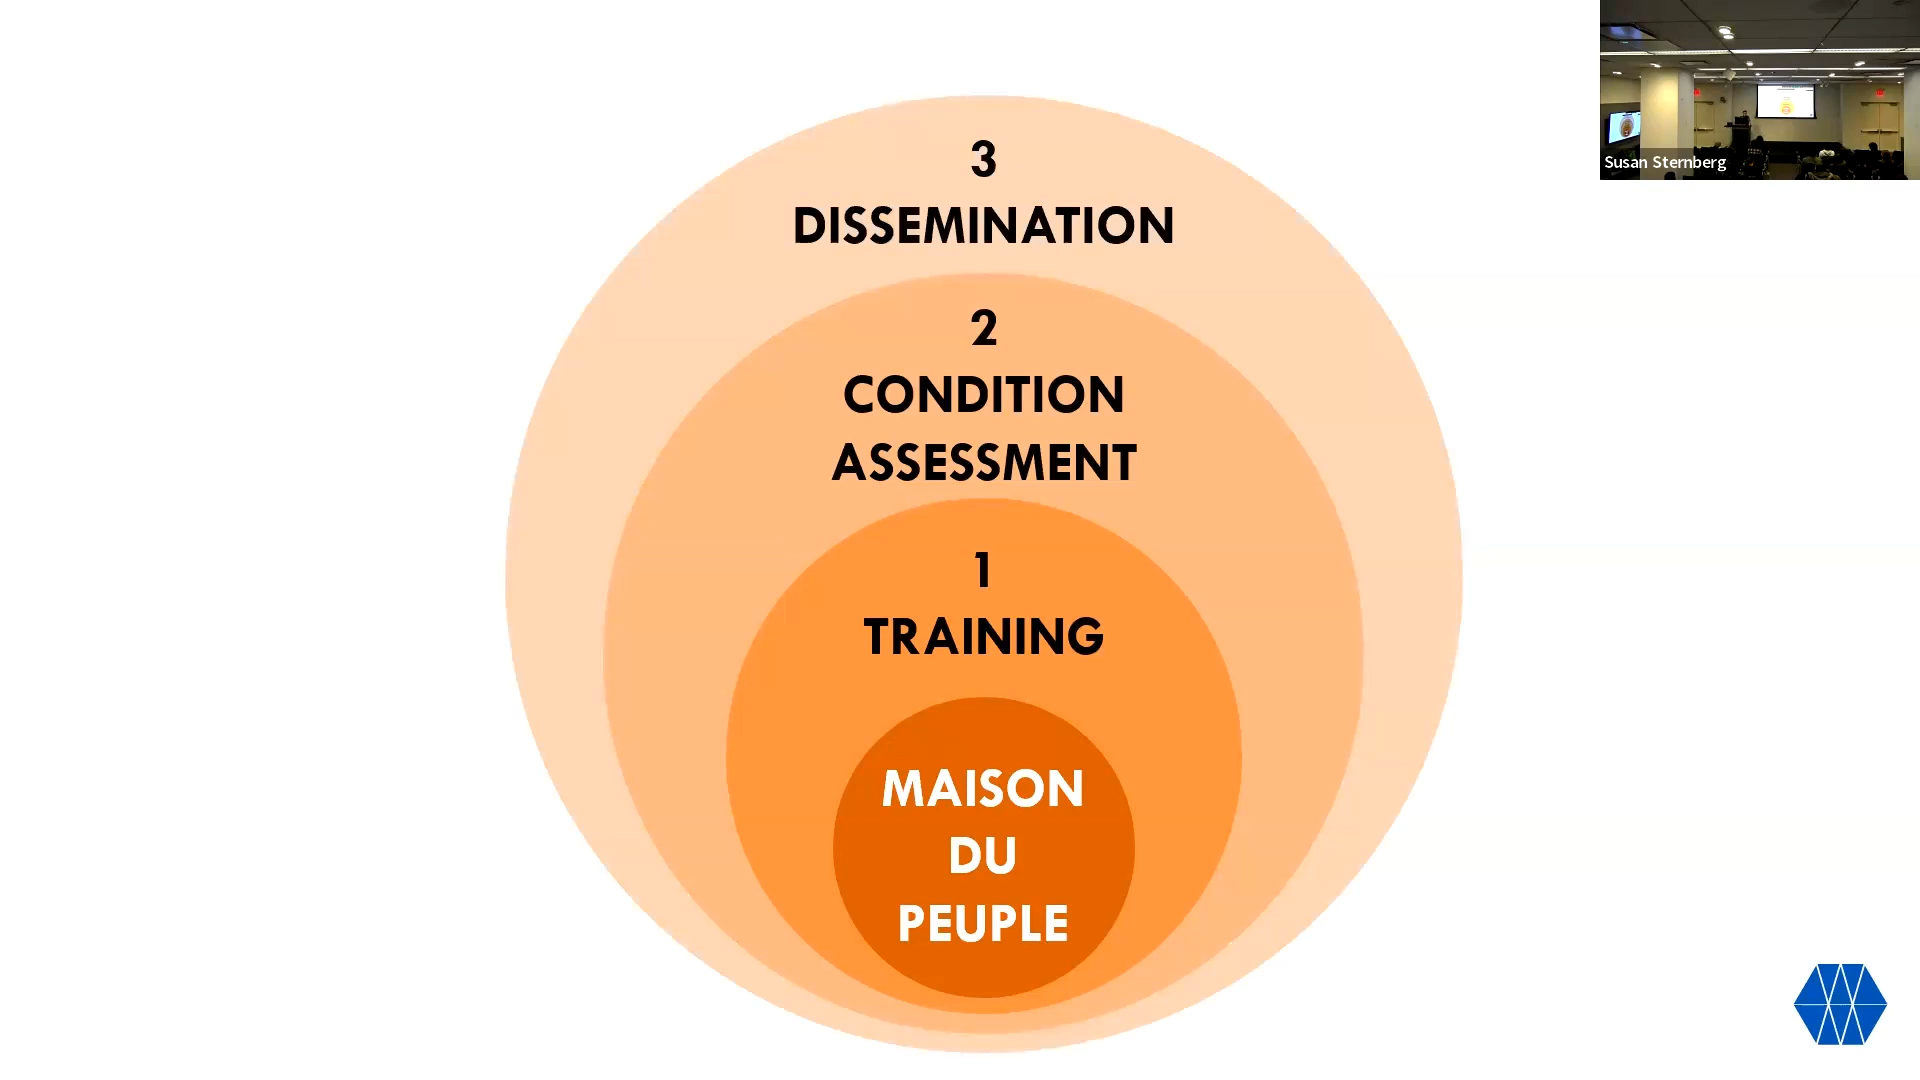 3
DISSEMINATION
2
CONDITION
ASSESSMENT
1
TRAINING
MAISON
DU
PEUPLE
Susan Sternberg